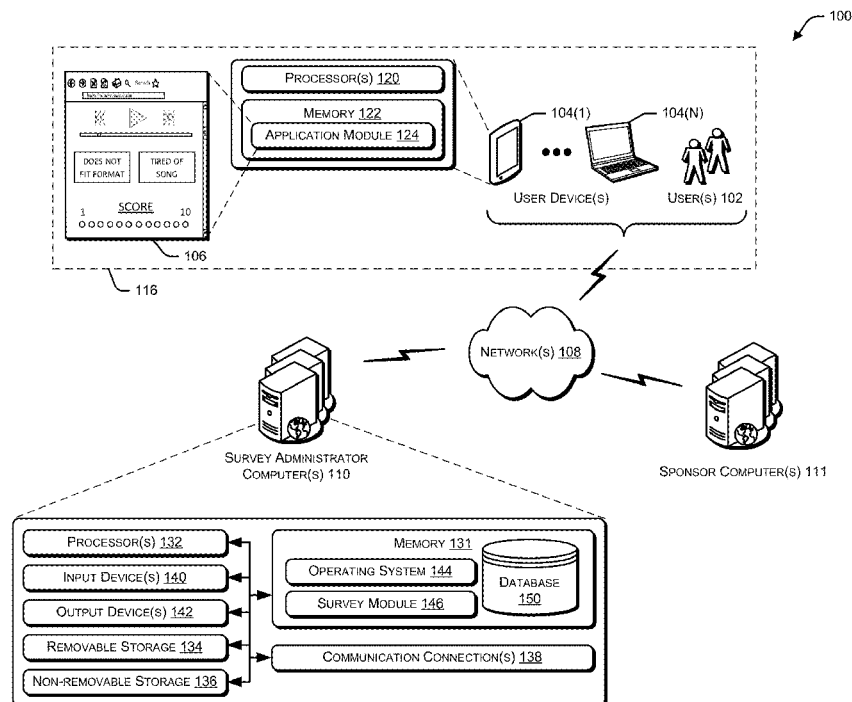 100
PROCESSOR(S) 120
MEMORY 122
APPLICATION MODULE 124
104(1)
104(N)
USER DEVICE(S)
USER(S) 102
DOES NOT
FIT FORMAT
TIRED OF
SONG
SCORE
1
10
106
116
NETWORK(S) 108
SURVEY ADMINISTRATOR
COMPUTER(S) 110
SPONSOR COMPUTER(S) 111
PROCESSOR(S) 132
INPUT DEVICE(S) 140
OUTPUT DEVICE(S) 142
REMOVABLE STORAGE 134
NON-REMOVABLE STORAGE 136
MEMORY 131
OPERATING SYSTEM 144
SURVEY MODULE 146
DATABASE
150
COMMUNICATION CONNECTION(S) 138